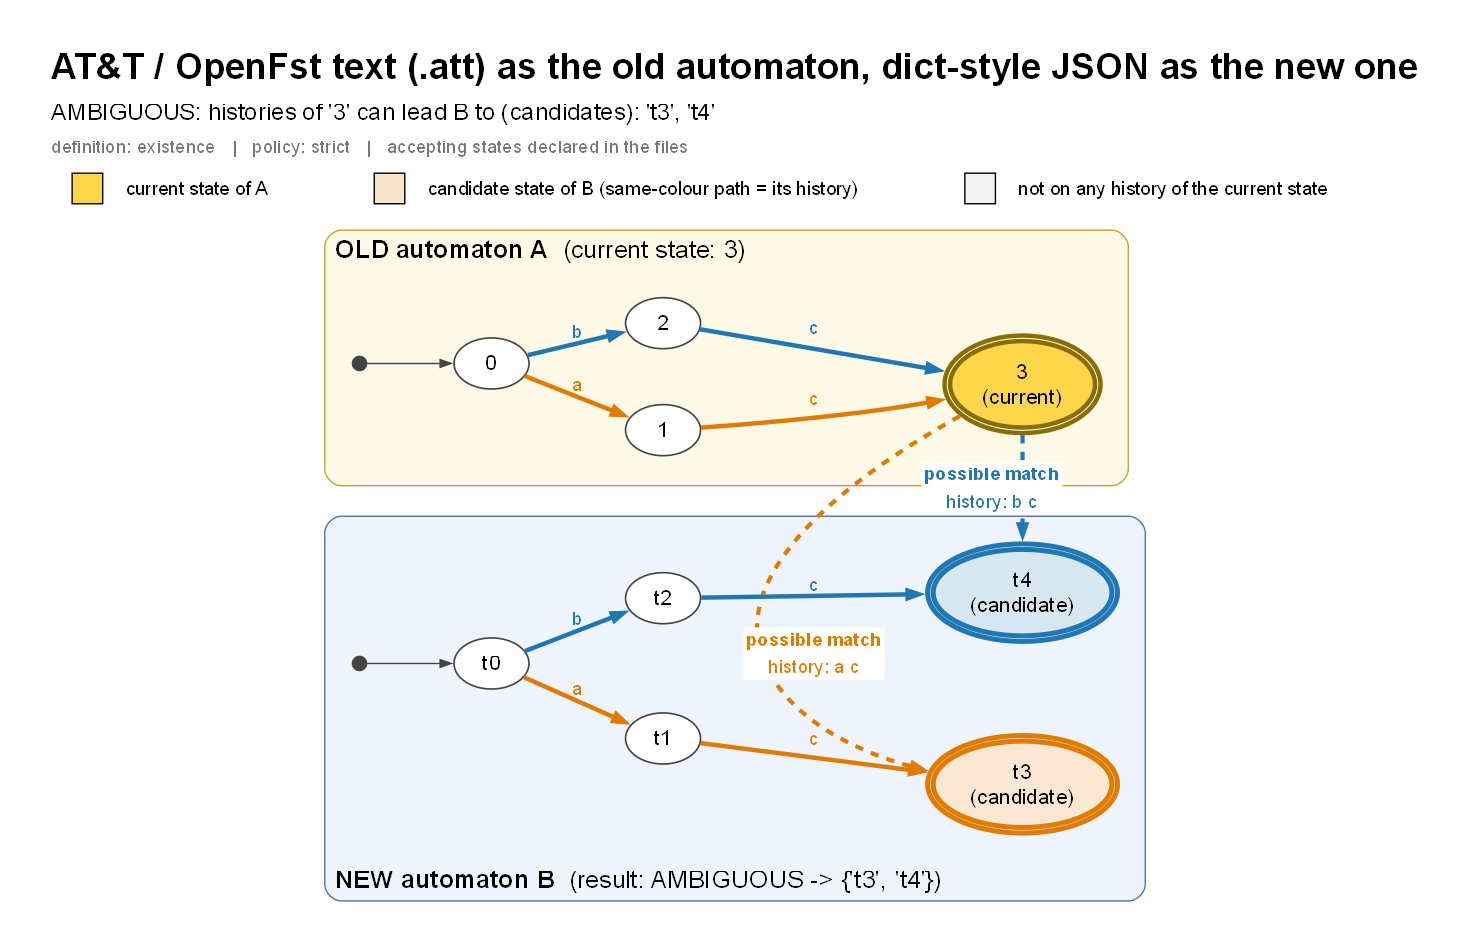 AT&T / OpenFst text (.att) as the old automaton, dict-style JSON as the new one
AMBIGUOUS: histories of '3' can lead B to (candidates): 't3', 't4'
definition: existence | policy: strict | accepting states declared in the files
current state of A
candidate state of B (same-colour path = its history)
not on any history of the current state
OLD automaton A (current state: 3)
0
b
a
2
1
c
c
3
(current)
possible match
history: b c
t0
b
a
t2
t1
c
c
possible match
history: a c
t4
(candidate)
t3
(candidate)
NEW automaton B (result: AMBIGUOUS -> {'t3', 't4'})